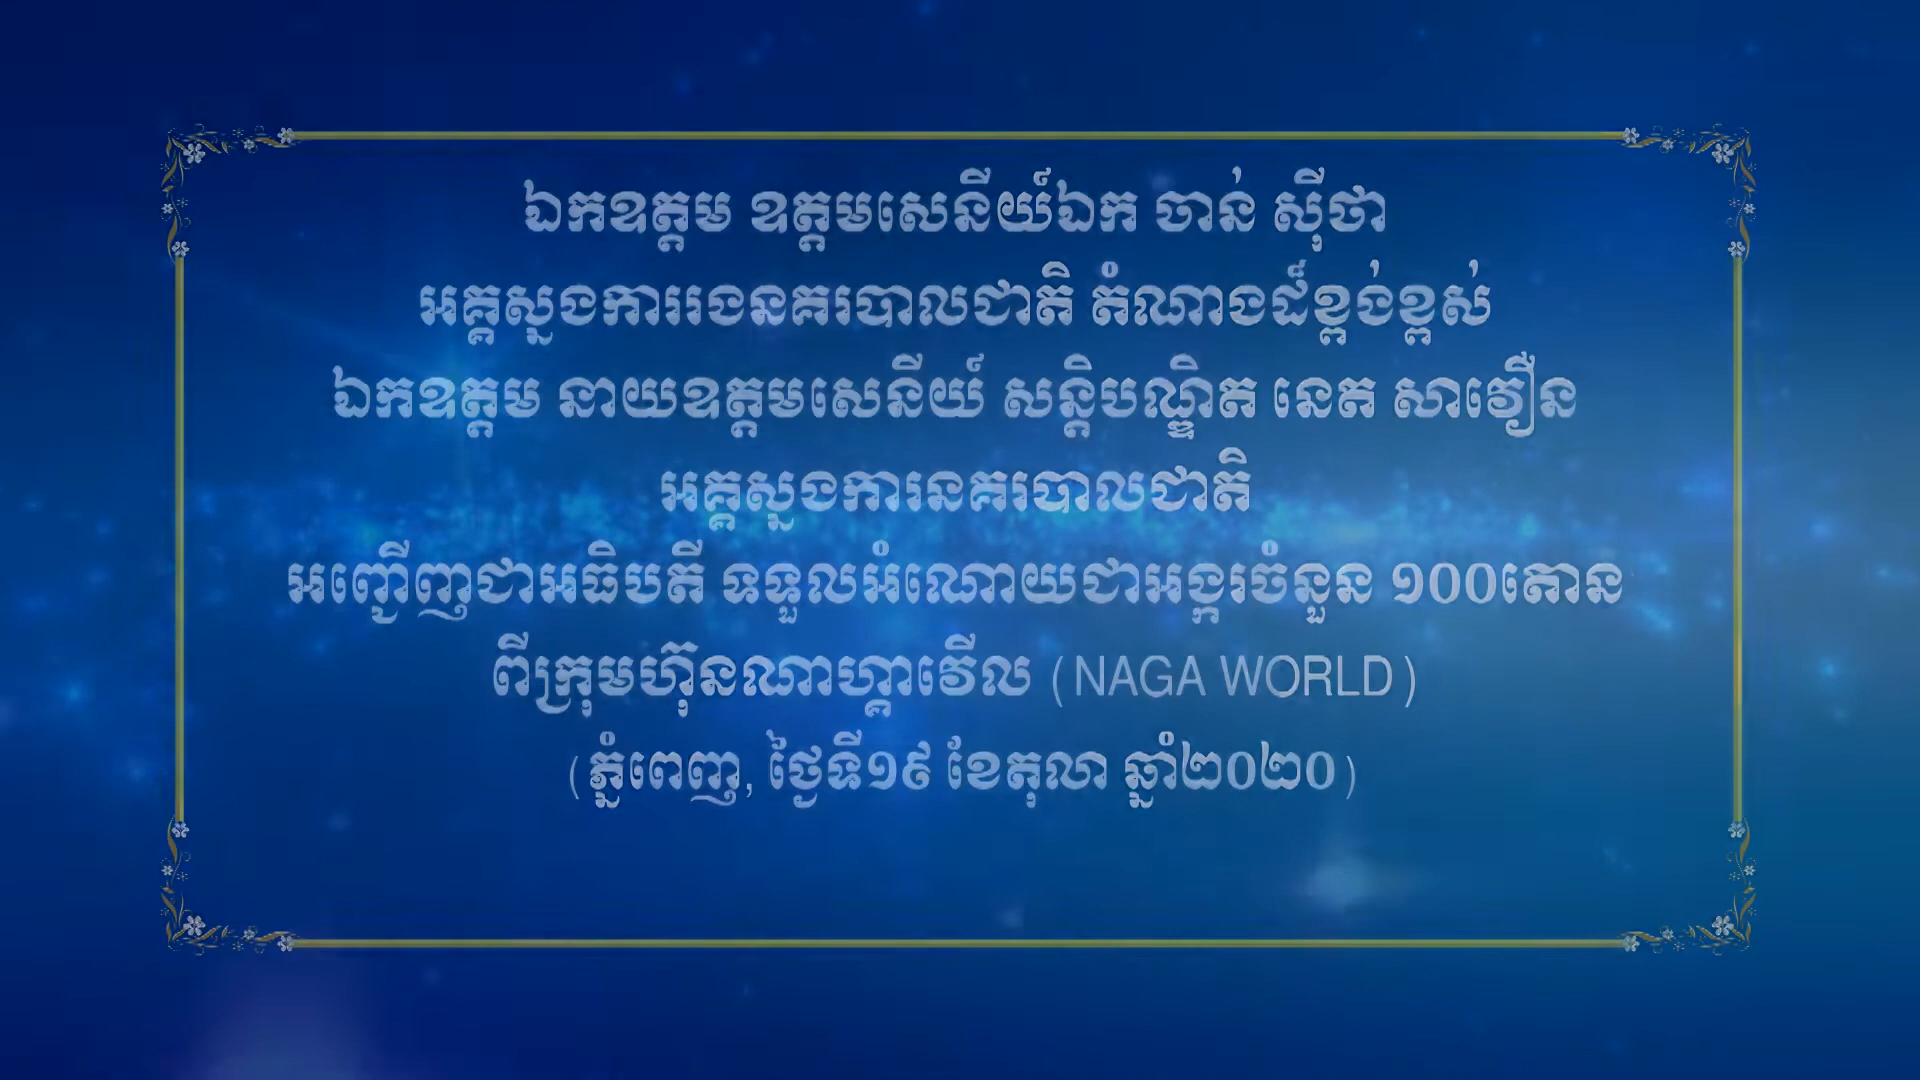 ឯកឧត្តម ឧត្តមសេនីយ៍ឯក ចាន់ ស៊ីថា
អគ្គស្នងការរងនគរបាលជាតិ តំណាងដ៏ខ្ពង់ខ្ពស់
ឯកឧត្តម នាយឧត្តមសេនីយ៍ សន្តិបណ្ឌិត នេត សាវឿន
អគ្គស្នងការនគរបាលជាតិ
អញ្ជើញជាអធិបតី ទទួលអំណោយជាអង្ករចំនួន ១០០តោន
ពីក្រុមហ៊ុនណាហ្គាវើល (NAGA WORLD)
(ភ្នំពេញ, ថ្ងៃទី១៩ ខែតុលា ឆ្នាំ២០២០)